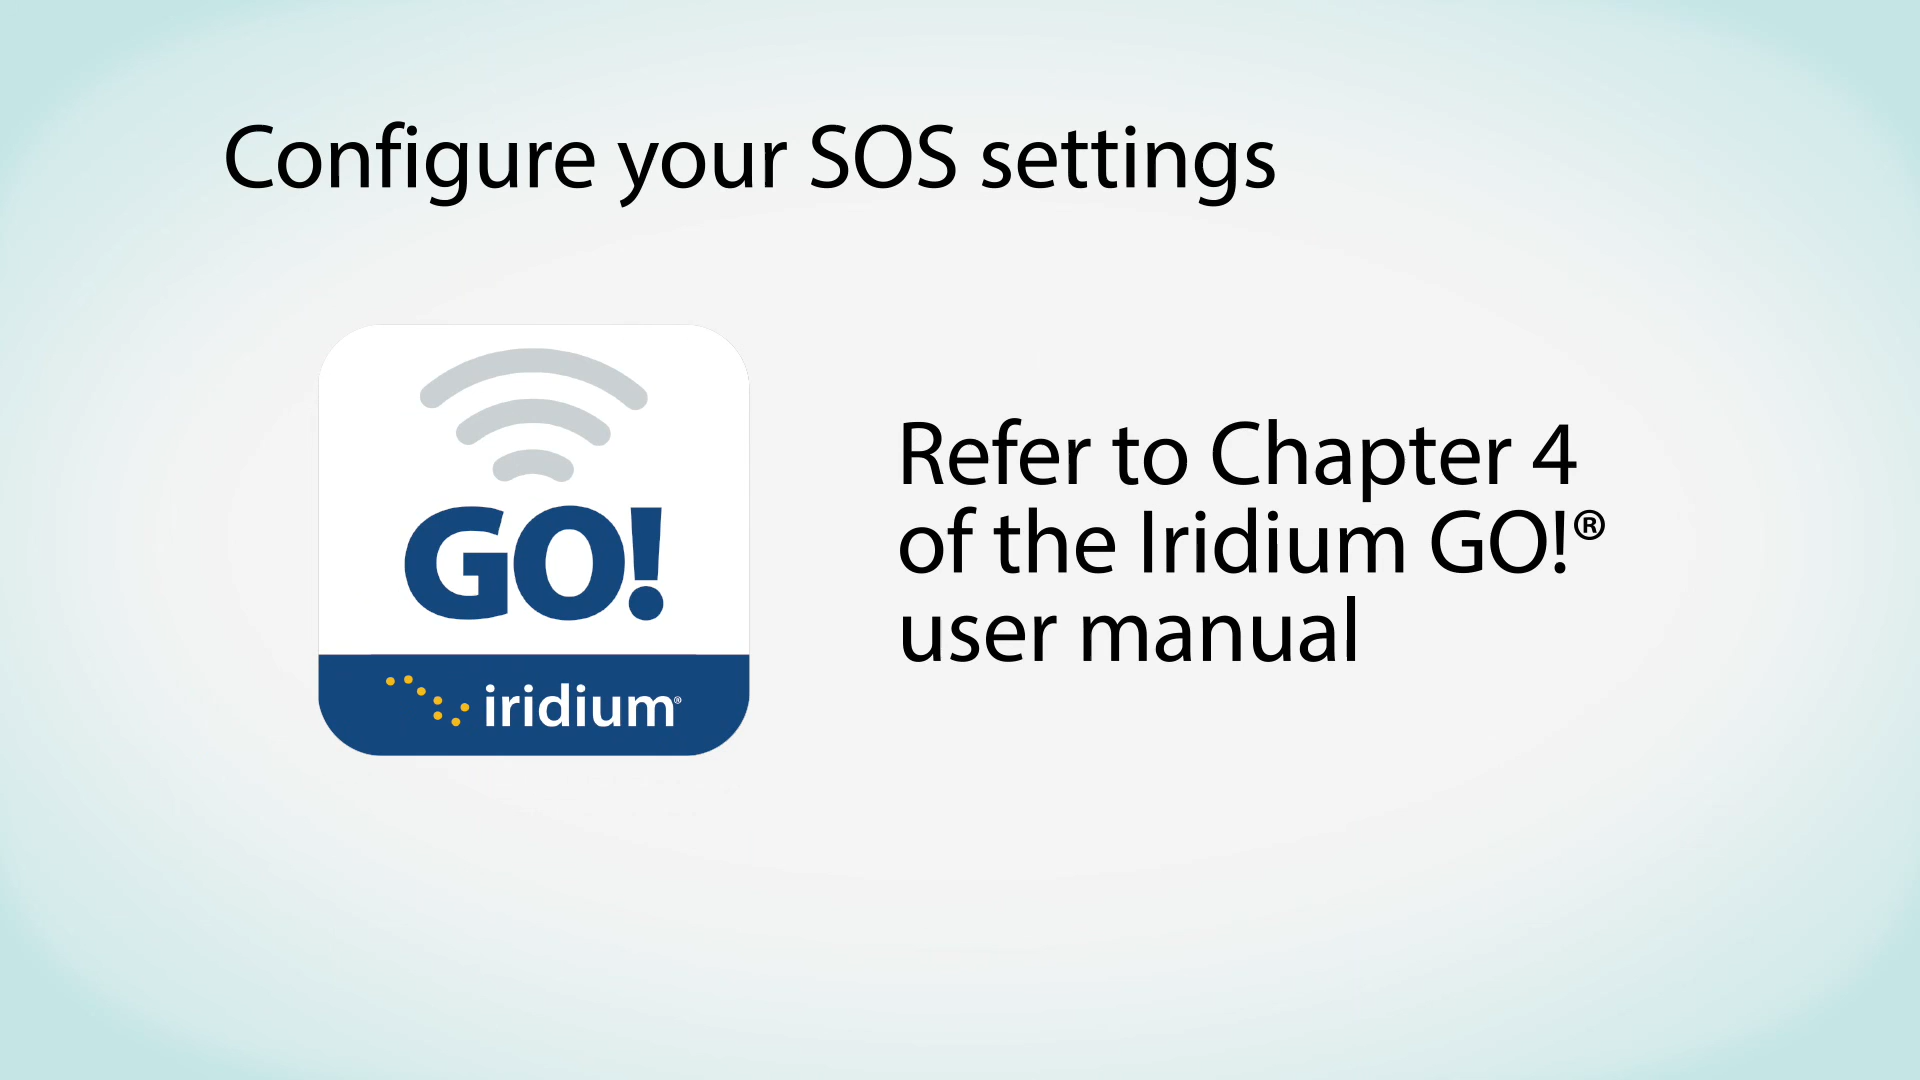 Configure your SOS settings
GO!
iridium®
Refer to Chapter 4
of the Iridium GO!®
user manual